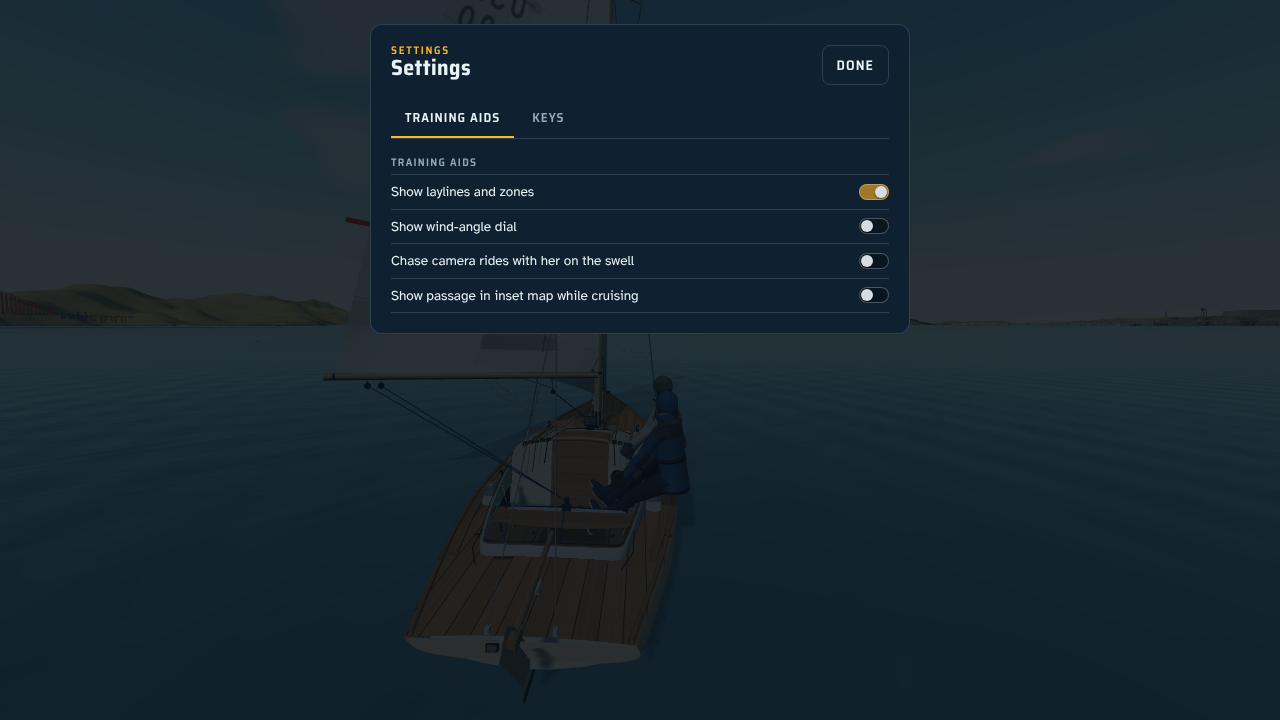 SETTINGS
Settings
DONE
TRAINING AIDS
KEYS
TRAINING AIDS
Show laylines and zones
Show wind-angle dial
Chase camera rides with her on the swell
Show passage in inset map while cruising